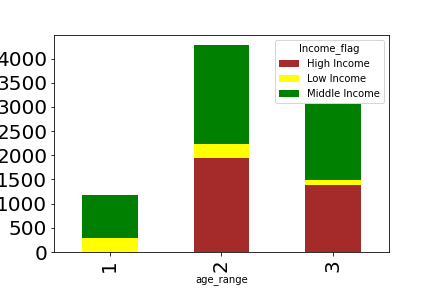 Income_flag
High Income
Low Income
Middle Income
4000
3500
3000
2500
2000
1500
1000
500
0
1
2
3
age_range